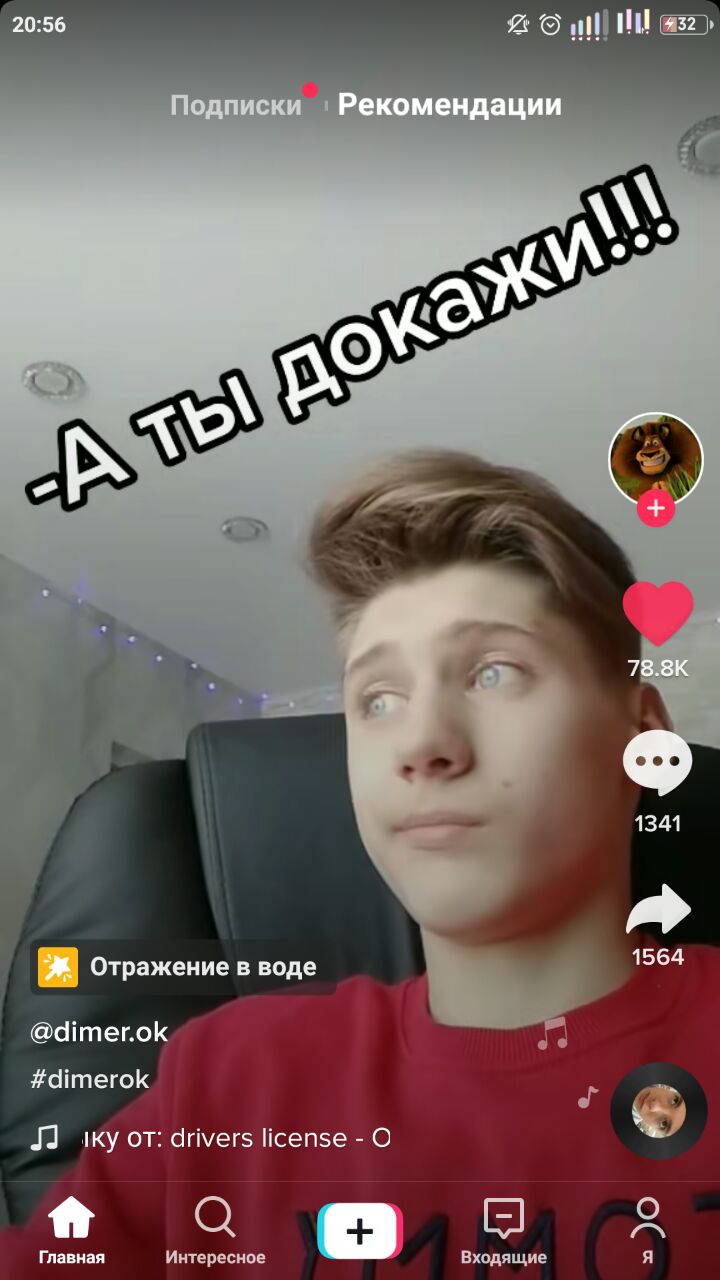 20:56
32
Подписки
Рекомендации
-А ты докажи!!!
78.8K
1341
1564
Отражение в воде
@dimer.ok
#dimerok
от: drivers license - O
Главная
Интересное
Входящие
Я